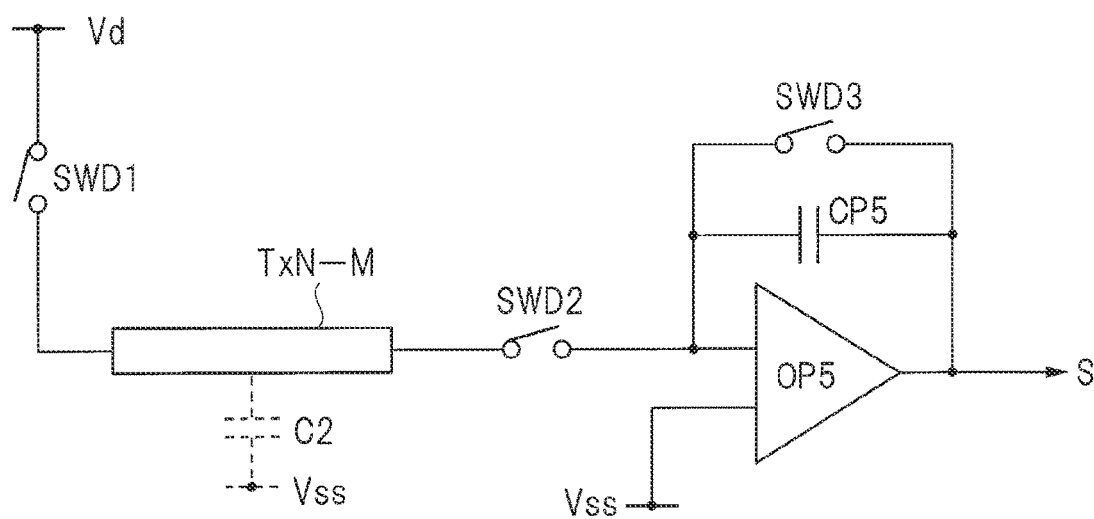 Vd
SWD3
SWD1
CP5
TxN—M
SWD2
OP5
S
C2
Vss
Vss